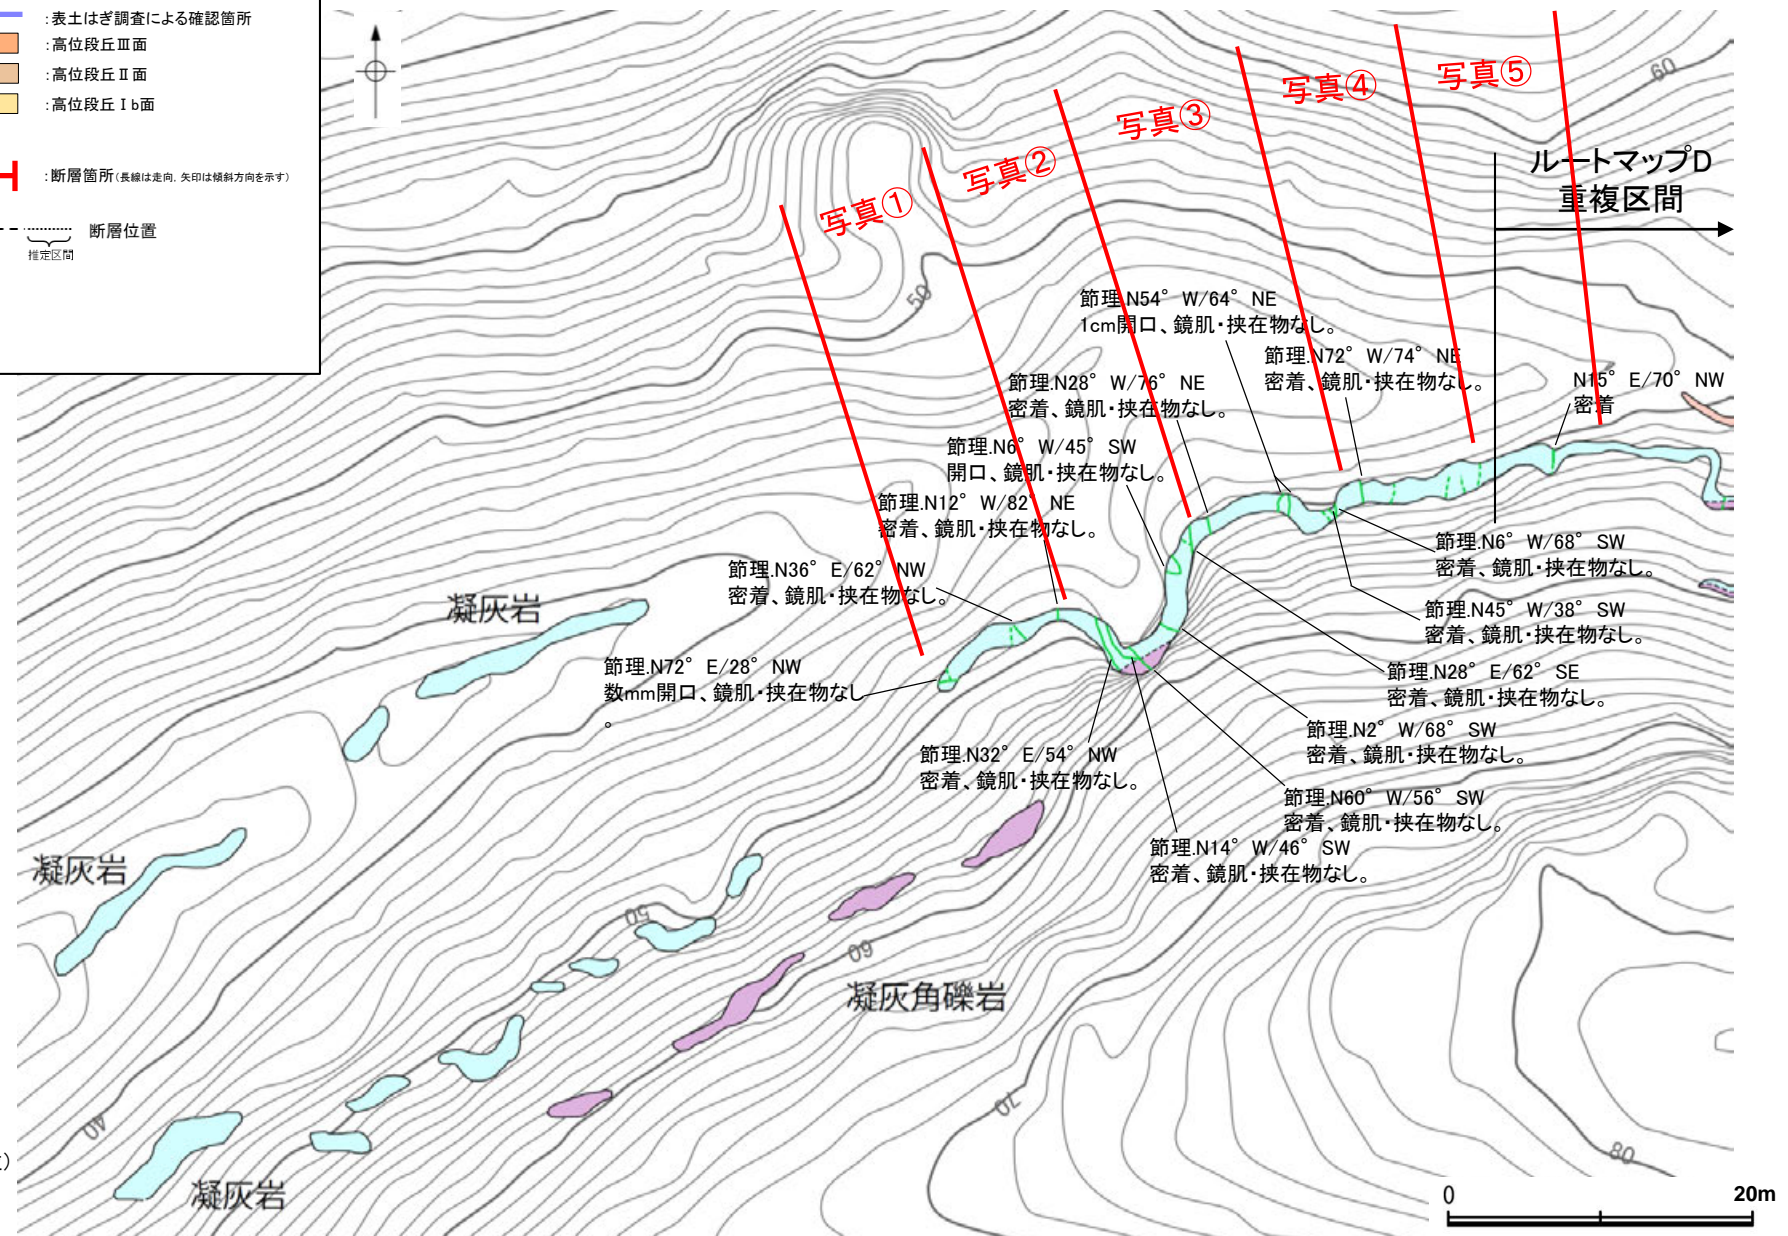 :表土はぎ調査による確認箇所
:高位段丘Ⅲ面
:高位段丘Ⅱ面
:高位段丘Ⅰb面
:断層箇所(長線は走向、矢印は傾斜方向を示す)
断層位置
推定区間
写真①
写真②
写真③
写真④
写真⑤
60
ルートマップD
重複区間
50
節理.N54°W/64°NE
1cm開口、鏡肌・挟在物なし。
節理.N72°W/74°NE
密着、鏡肌・挟在物なし。
節理.N28°W/76°NE
密着、鏡肌・挟在物なし。
N15°E/70°NW
密着
節理.N6°W/45°SW
開口、鏡肌・挟在物なし。
節理.N12°W/82°NE
密着、鏡肌・挟在物なし。
節理.N36°E/62°NW
密着、鏡肌・挟在物なし。
節理.N6°W/68°SW
密着、鏡肌・挟在物なし。
凝灰岩
節理.N45°W/38°SW
密着、鏡肌・挟在物なし。
節理.N72°E/28°NW
数mm開口、鏡肌・挟在物なし
。
節理.N28°E/62°SE
密着、鏡肌・挟在物なし。
節理.N2°W/68°SW
密着、鏡肌・挟在物なし。
節理.N32°E/54°NW
密着、鏡肌・挟在物なし。
節理.N60°W/56°SW
密着、鏡肌・挟在物なし。
節理.N14°W/46°SW
密着、鏡肌・挟在物なし。
凝灰岩
50
60
凝灰角礫岩
40
70
80
凝灰岩
0
20m